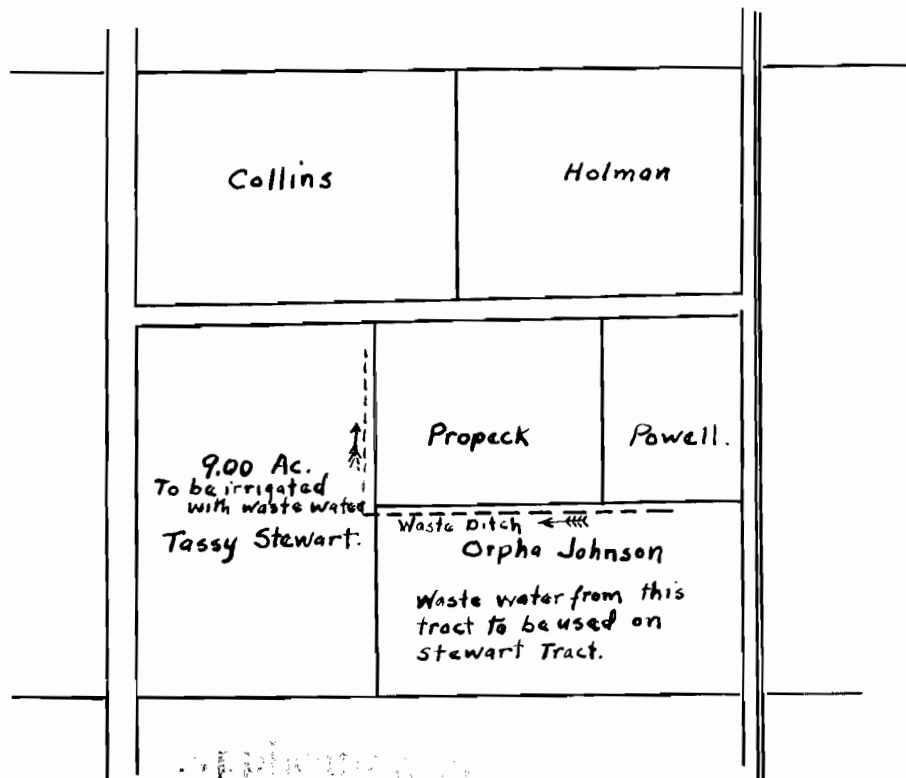 Collins
Holman
Propeck
Powell.
9.00 Ac.
To be irrigated
with waste water
Tassy Stewart.
Waste Ditch
Orpha Johnson
Waste water from this
tract to be used on
Stewart Tract.